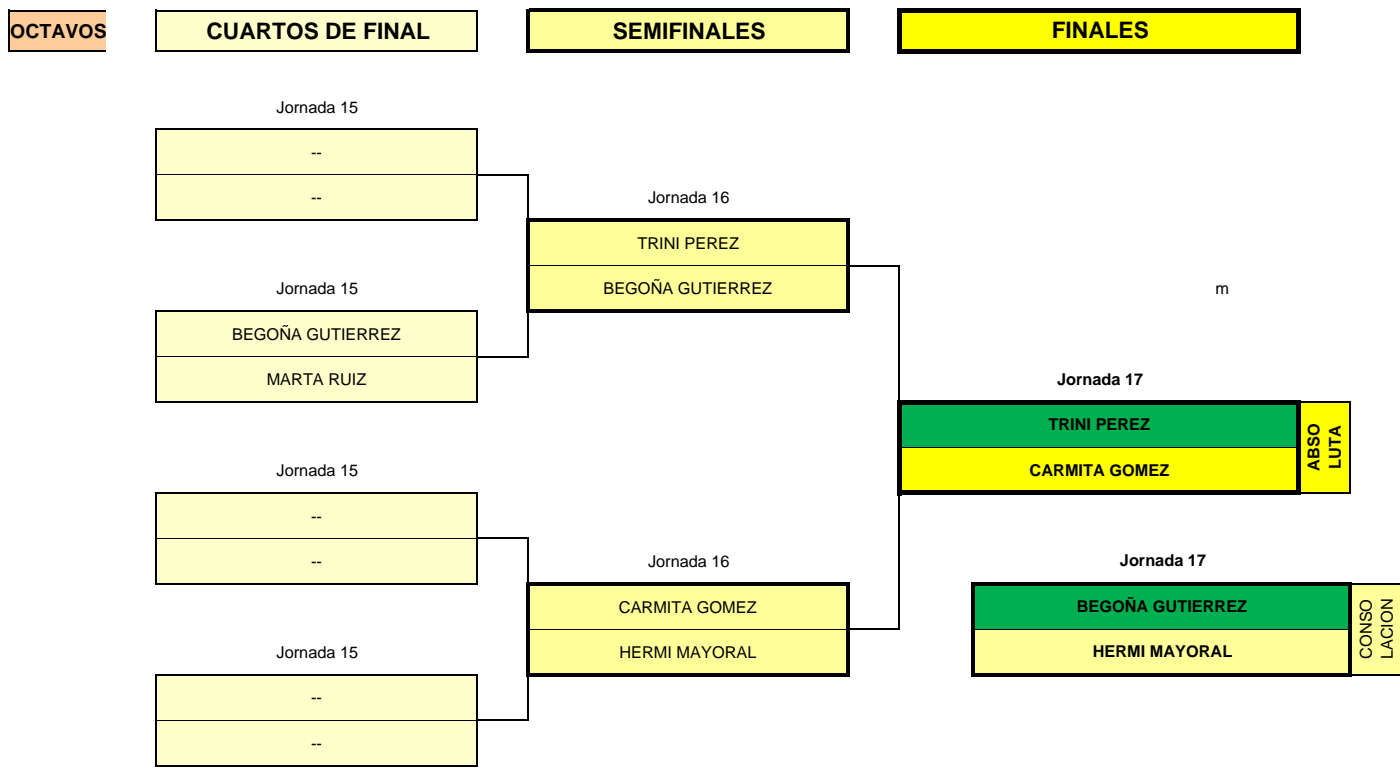 OCTAVOS
CUARTOS DE FINAL
SEMIFINALES
FINALES
Jornada 15
--
--
Jornada 16
TRINI PEREZ
BEGOÑA GUTIERREZ
Jornada 15
m
BEGOÑA GUTIERREZ
MARTA RUIZ
Jornada 17
TRINI PEREZ
CARMITA GOMEZ
ABSO
LUTA
Jornada 15
--
--
Jornada 16
CARMITA GOMEZ
HERMI MAYORAL
Jornada 17
BEGOÑA GUTIERREZ
HERMI MAYORAL
CONSO
LACION
Jornada 15
--
--